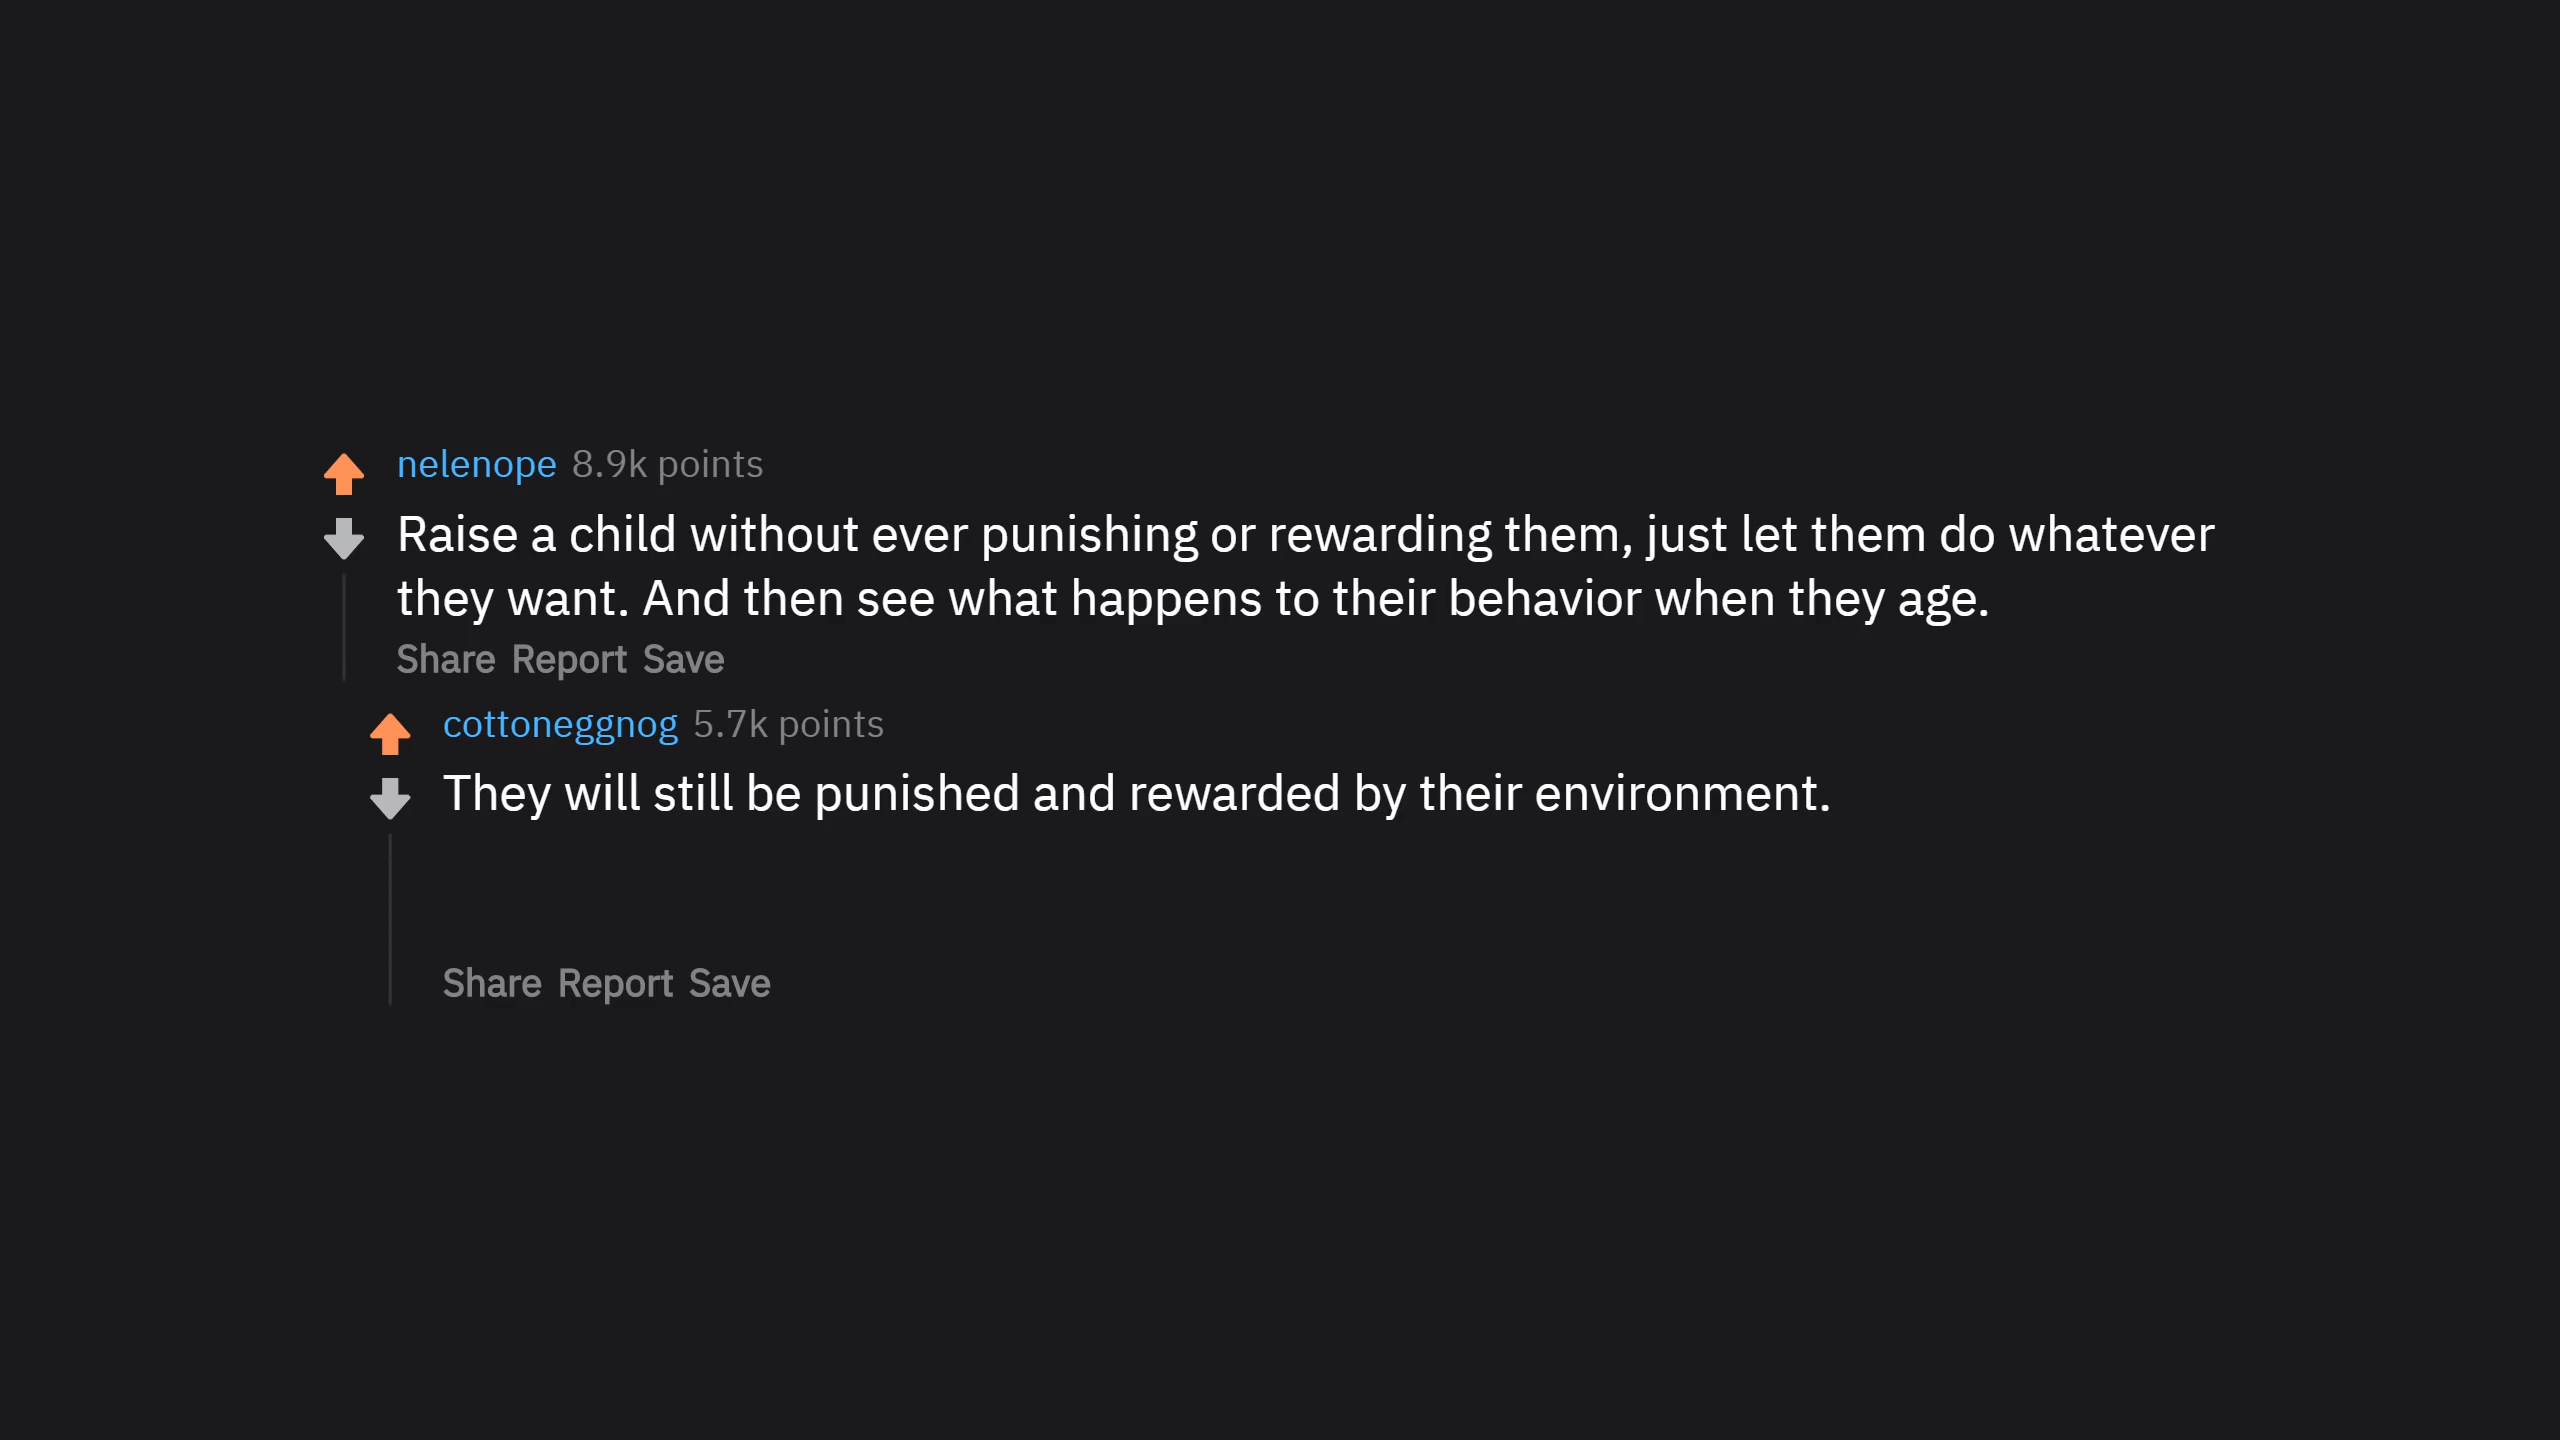 nelenope 8.9k points
Raise a child without ever punishing or rewarding them, just let them do whatever
they want. And then see what happens to their behavior when they age.
Share Report Save
cottoneggnog 5.7k points
They will still be punished and rewarded by their environment.
Share Report Save